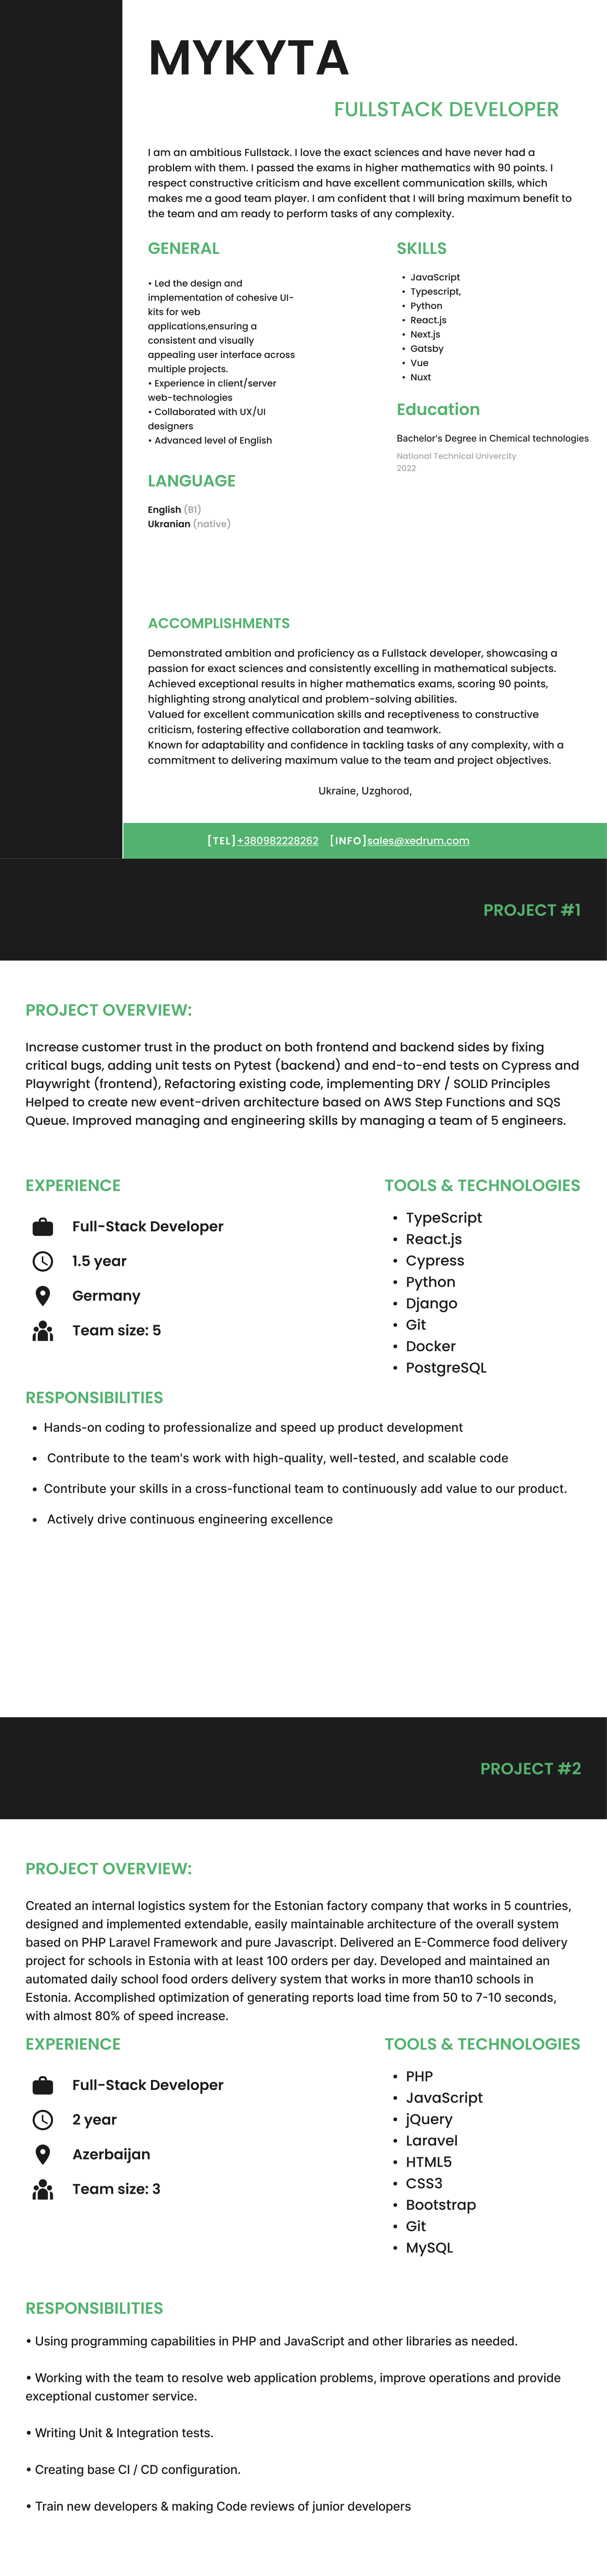 MYKYTA
FULLSTACK DEVELOPER
I am an ambitious Fullstack. I love the exact sciences and have never had a
problem with them. I passed the exams in higher mathematics with 90 points. I
respect constructive criticism and have excellent communication skills, which
makes me a good team player. I am confident that I will bring maximum benefit to
the team and am ready to perform tasks of any complexity.
GENERAL
• Led the design and
implementation of cohesive UI-
kits for web
applications,ensuring a
consistent and visually
appealing user interface across
multiple projects.
• Experience in client/server
web-technologies
• Collaborated with UX/UI
designers
• Advanced level of English
LANGUAGE
English (B1)
Ukranian (native)
SKILLS
• JavaScript
• Typescript,
• Python
• React.js
• Next.js
• Gatsby
• Vue
• Nuxt
Education
Bachelor's Degree in Chemical technologies
National Technical Univercity
2022
ACCOMPLISHMENTS
Demonstrated ambition and proficiency as a Fullstack developer, showcasing a
passion for exact sciences and consistently excelling in mathematical subjects.
Achieved exceptional results in higher mathematics exams, scoring 90 points,
highlighting strong analytical and problem-solving abilities.
Valued for excellent communication skills and receptiveness to constructive
criticism, fostering effective collaboration and teamwork.
Known for adaptability and confidence in tackling tasks of any complexity, with a
commitment to delivering maximum value to the team and project objectives.
Ukraine, Uzghorod,
[TEL]+380982228262 [INFO]sales@xedrum.com
PROJECT #1
PROJECT OVERVIEW:
Increase customer trust in the product on both frontend and backend sides by fixing
critical bugs, adding unit tests on Pytest (backend) and end-to-end tests on Cypress and
Playwright (frontend), Refactoring existing code, implementing DRY / SOLID Principles
Helped to create new event-driven architecture based on AWS Step Functions and SQS
Queue. Improved managing and engineering skills by managing a team of 5 engineers.
EXPERIENCE
Full-Stack Developer
1.5 year
Germany
Team size: 5
TOOLS & TECHNOLOGIES
• TypeScript
• React.js
• Cypress
• Python
• Django
• Git
• Docker
• PostgreSQL
RESPONSIBILITIES
• Hands-on coding to professionalize and speed up product development
• Contribute to the team's work with high-quality, well-tested, and scalable code
• Contribute your skills in a cross-functional team to continuously add value to our product.
• Actively drive continuous engineering excellence
PROJECT #2
PROJECT OVERVIEW:
Created an internal logistics system for the Estonian factory company that works in 5 countries,
designed and implemented extendable, easily maintainable architecture of the overall system
based on PHP Laravel Framework and pure Javascript. Delivered an E-Commerce food delivery
project for schools in Estonia with at least 100 orders per day. Developed and maintained an
automated daily school food orders delivery system that works in more than10 schools in
Estonia. Accomplished optimization of generating reports load time from 50 to 7-10 seconds,
with almost 80% of speed increase.
EXPERIENCE
Full-Stack Developer
2 year
Azerbaijan
Team size: 3
TOOLS & TECHNOLOGIES
• PHP
• JavaScript
• jQuery
• Laravel
• HTML5
• CSS3
• Bootstrap
• Git
• MySQL
RESPONSIBILITIES
• Using programming capabilities in PHP and JavaScript and other libraries as needed.
• Working with the team to resolve web application problems, improve operations and provide
exceptional customer service.
• Writing Unit & Integration tests.
• Creating base CI / CD configuration.
• Train new developers & making Code reviews of junior developers